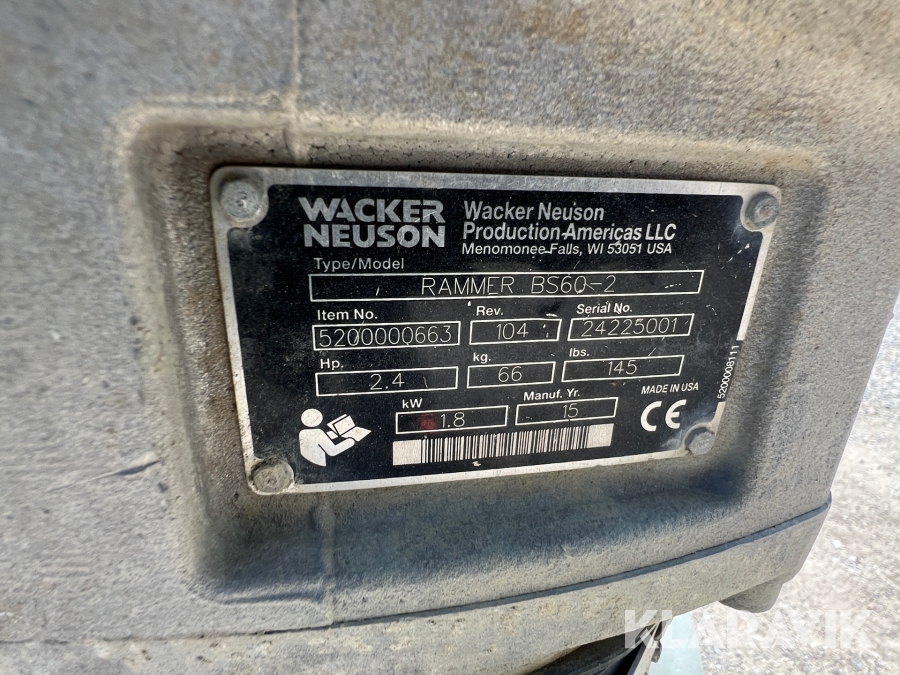 WACKER
NEUSON
Wacker Neuson
Production Americas LLC
Menomonee Falls, WI 53051 USA
Type/Model
RAMMER BS60-2
Item No. Rev. Serial No.
5200000663 104 24225001
Hp. kg. lbs.
2.4 66 145
kW Manuf. Yr. MADE IN USA
1.8 15 CE
5200008111
KLARAVIK